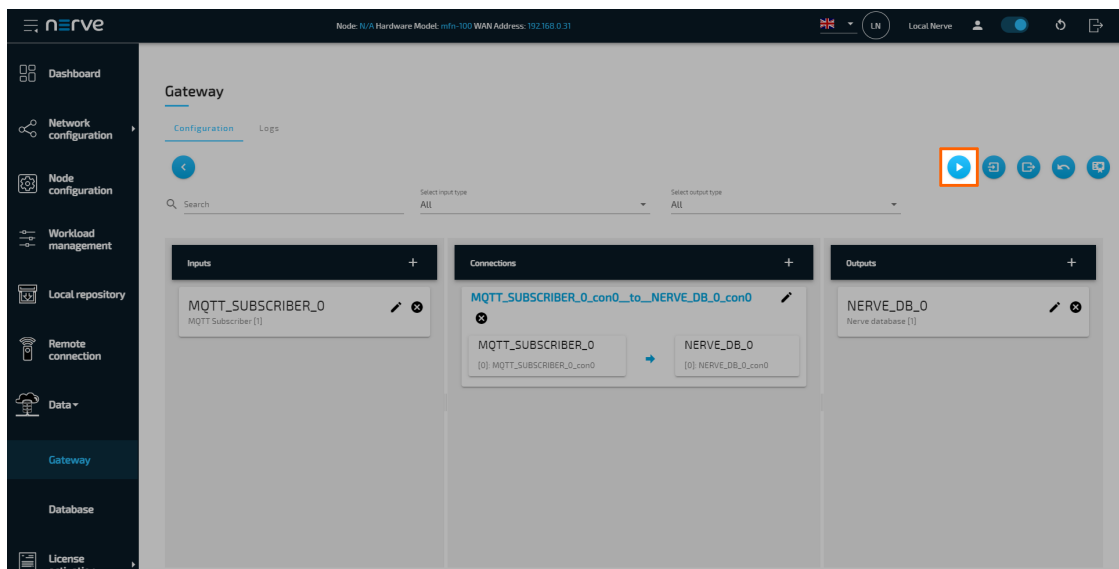 nerve
Node: N/A Hardware Model: mfn-100 WAN Address: 192.168.0.31
LN
Local Nerve
Dashboard
Network
configuration
Node
configuration
Workload
management
Local repository
Remote
connection
Data
Gateway
Database
License
Gateway
Configuration
Logs
Search
Select input type
All
Select output type
All
Inputs
+
MQTT_SUBSCRIBER_0
MQTT Subscriber [1]
Connections
+
MQTT_SUBSCRIBER_0_con0__to__NERVE_DB_0_con0
MQTT_SUBSCRIBER_0
[0]: MQTT_SUBSCRIBER_0_con0
NERVE_DB_0
[0]: NERVE_DB_0_con0
Outputs
+
NERVE_DB_0
Nerve database [1]